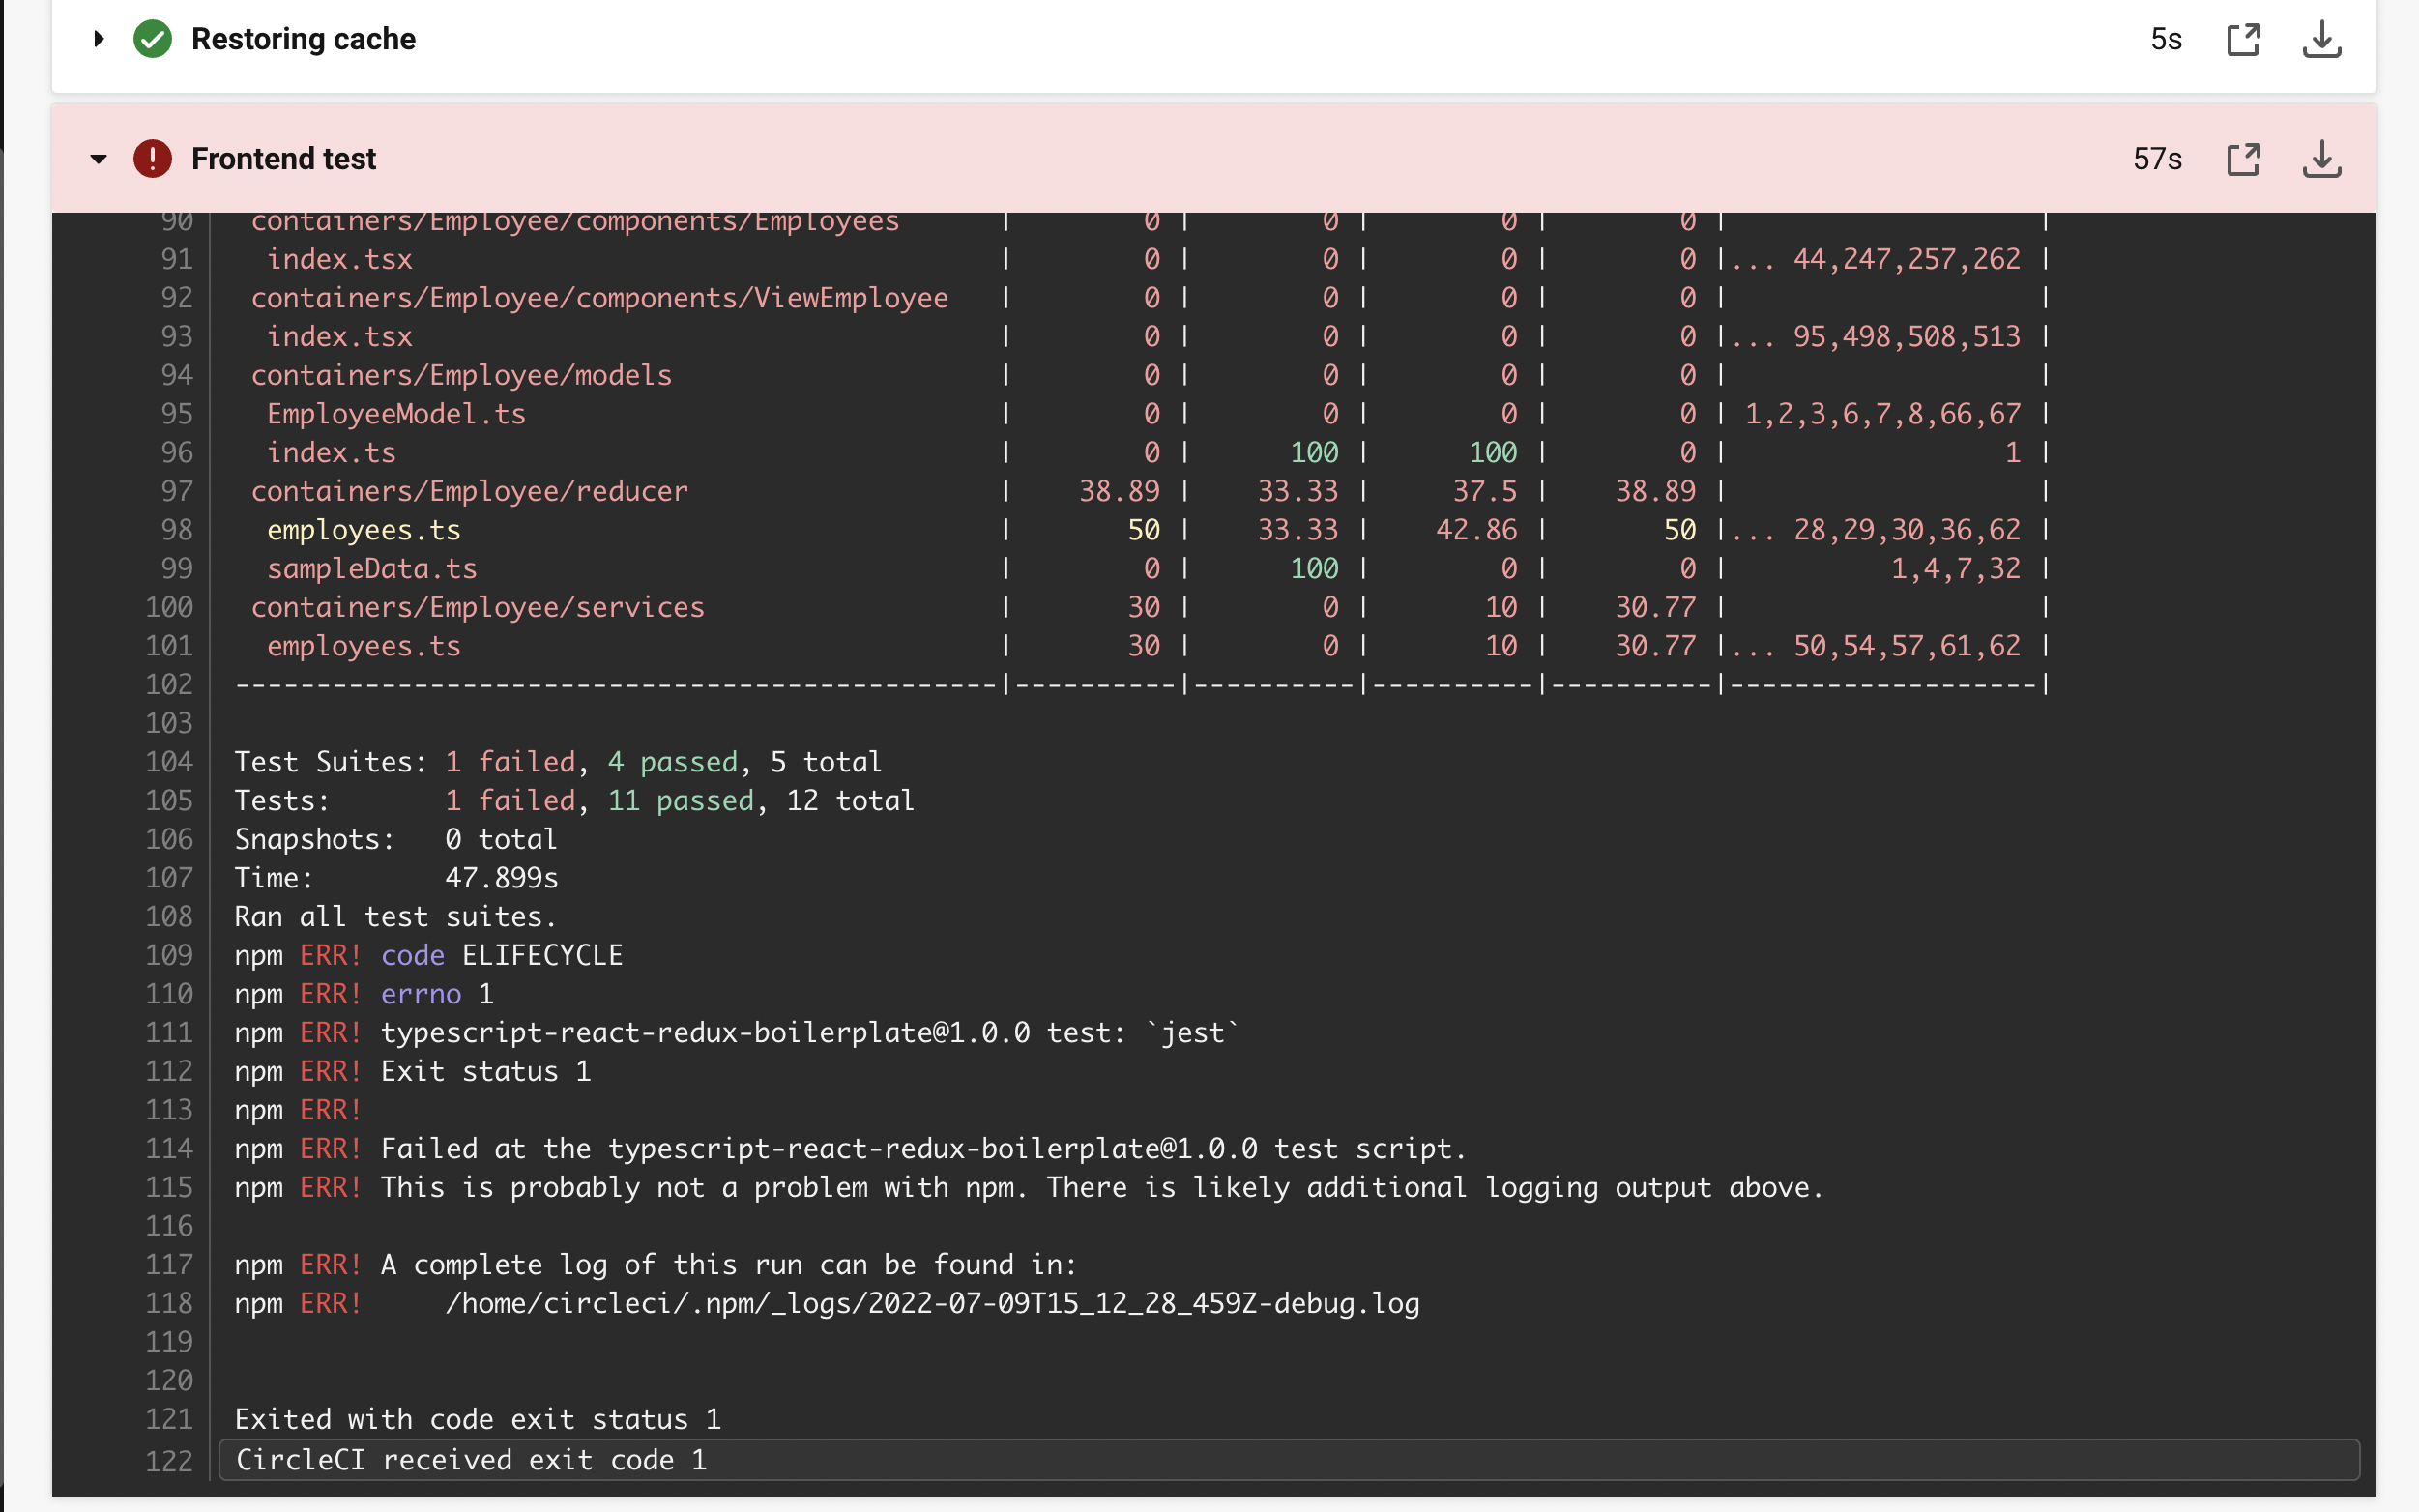 Restoring cache 5s
Frontend test 57s
90 containers/Employee/components/Employees | 0 | 0 | 0 | 0 | |
91 index.tsx | 0 | 0 | 0 | 0 |... 44,247,257,262 |
92 containers/Employee/components/ViewEmployee | 0 | 0 | 0 | 0 | |
93 index.tsx | 0 | 0 | 0 | 0 |... 95,498,508,513 |
94 containers/Employee/models | 0 | 0 | 0 | 0 | |
95 EmployeeModel.ts | 0 | 0 | 0 | 0 | 1,2,3,6,7,8,66,67 |
96 index.ts | 0 | 100 | 100 | 0 | 1 |
97 containers/Employee/reducer | 38.89 | 33.33 | 37.5 | 38.89 | |
98 employees.ts | 50 | 33.33 | 42.86 | 50 |... 28,29,30,36,62 |
99 sampleData.ts | 0 | 100 | 0 | 0 | 1,4,7,32 |
100 containers/Employee/services | 30 | 0 | 10 | 30.77 | |
101 employees.ts | 30 | 0 | 10 | 30.77 |... 50,54,57,61,62 |
102 -----------------------------------------------|----------|----------|----------|----------|-------------------|
103
104 Test Suites: 1 failed, 4 passed, 5 total
105 Tests: 1 failed, 11 passed, 12 total
106 Snapshots: 0 total
107 Time: 47.899s
108 Ran all test suites.
109 npm ERR! code ELIFECYCLE
110 npm ERR! errno 1
111 npm ERR! typescript-react-redux-boilerplate@1.0.0 test: `jest`
112 npm ERR! Exit status 1
113 npm ERR!
114 npm ERR! Failed at the typescript-react-redux-boilerplate@1.0.0 test script.
115 npm ERR! This is probably not a problem with npm. There is likely additional logging output above.
116
117 npm ERR! A complete log of this run can be found in:
118 npm ERR! /home/circleci/.npm/_logs/2022-07-09T15_12_28_459Z-debug.log
119
120
121 Exited with code exit status 1
122 CircleCI received exit code 1